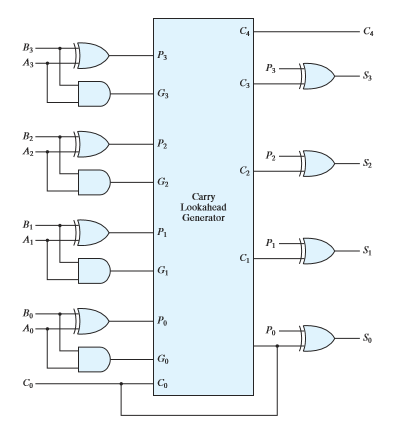 C₄ C₄
B₃
A₃ P₃ P₃
C₃ S₃
G₃
B₂
A₂ P₂ P₂
C₂ S₂
G₂
Carry
Lookahead
Generator
B₁
A₁ P₁ P₁
C₁ S₁
G₁
B₀
A₀ P₀ P₀
S₀
G₀
C₀ C₀